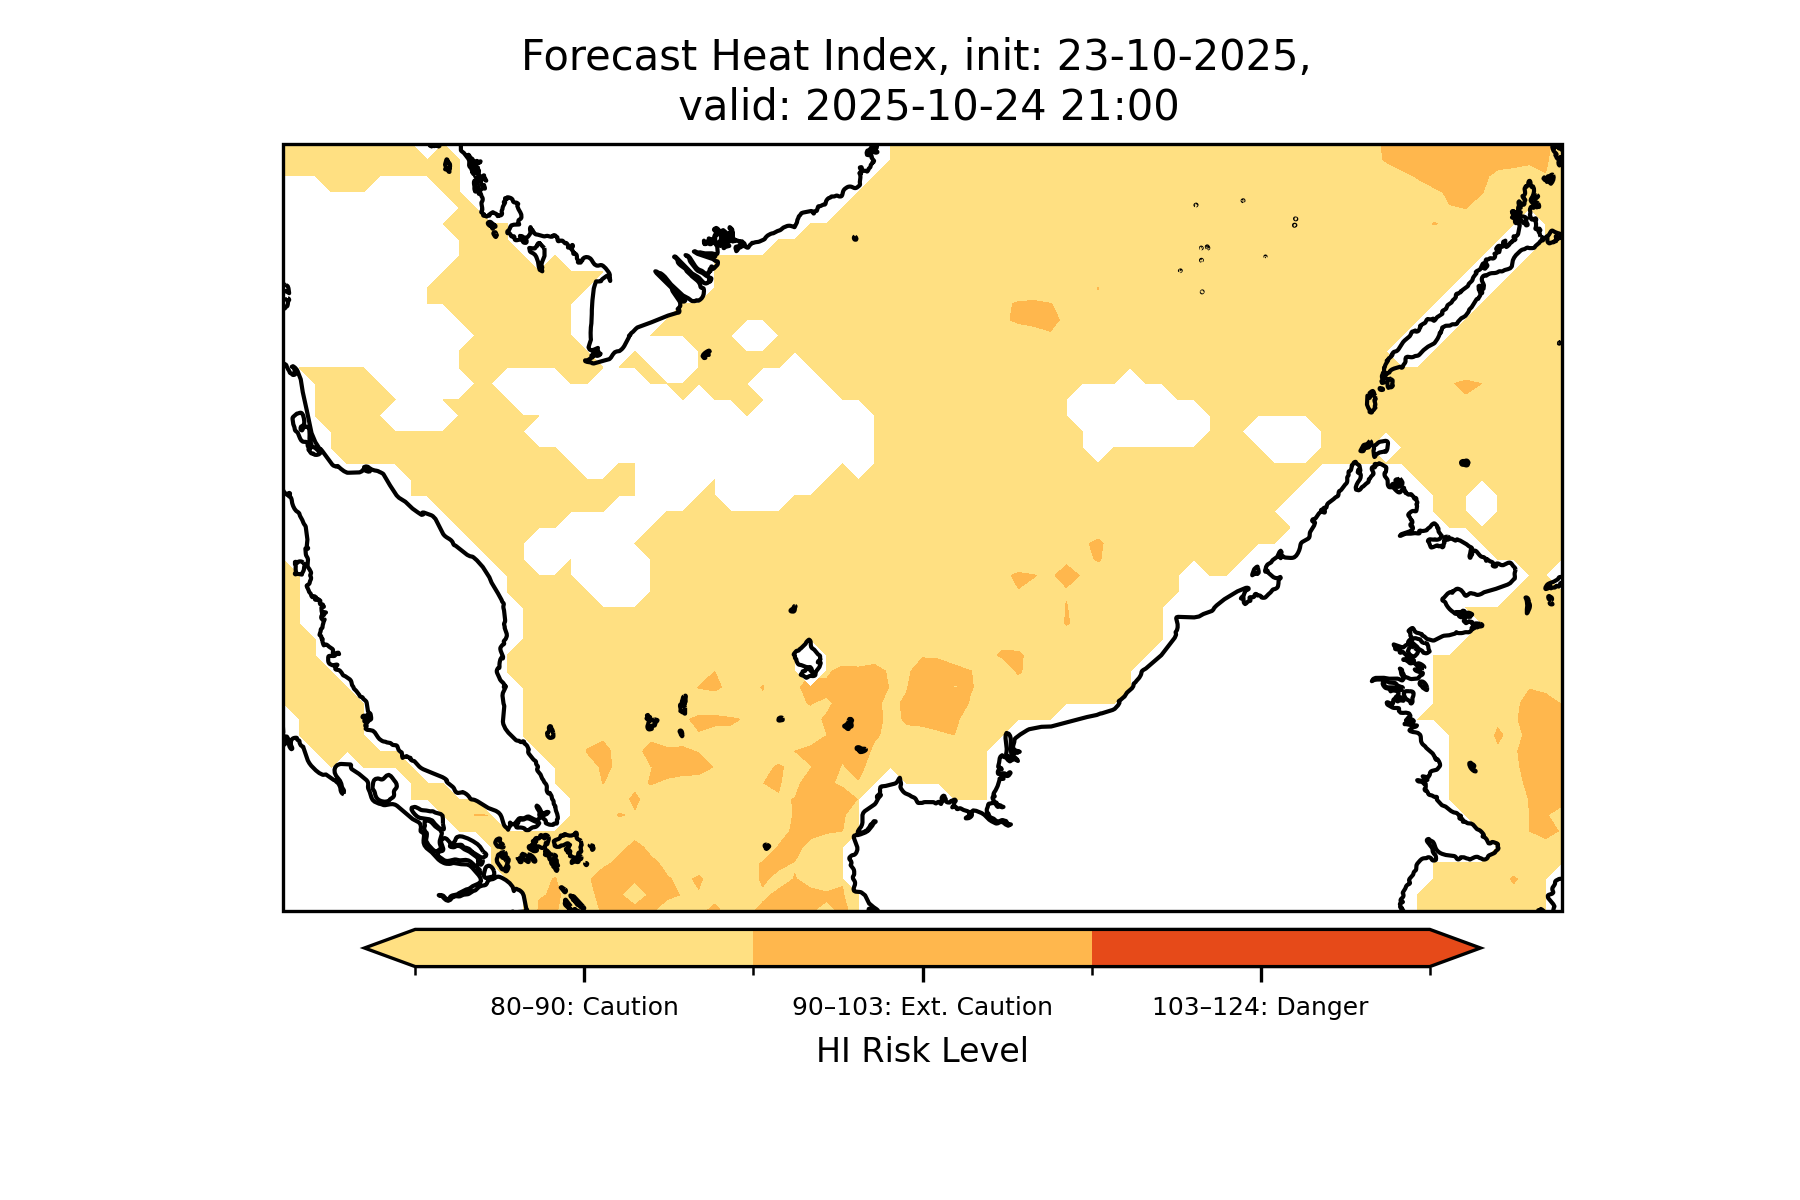 Forecast Heat Index, init: 23-10-2025,
valid: 2025-10-24 21:00
80–90: Caution
90–103: Ext. Caution
103–124: Danger
HI Risk Level